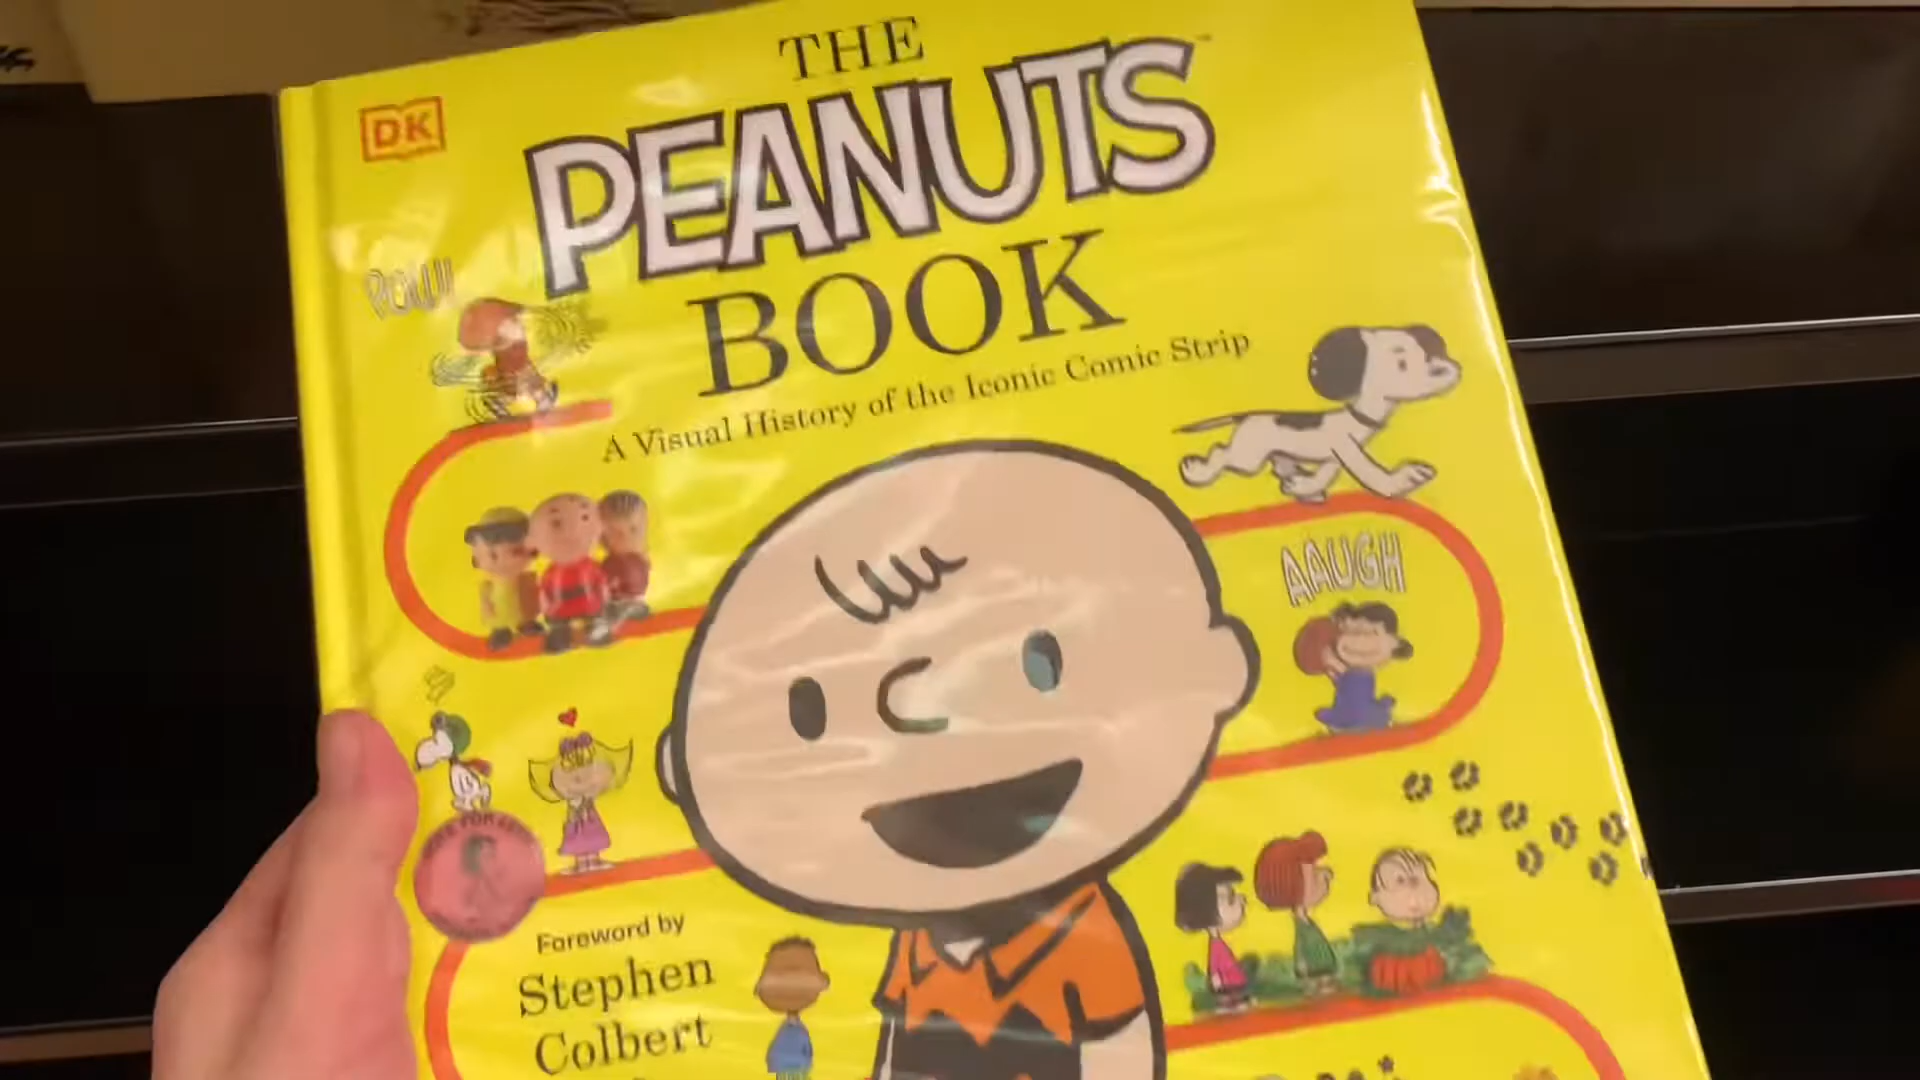 THE
DK
PEANUTS
BOOK
A Visual History of the Iconic Comic Strip
POW!
AAUGH
Foreword by
Stephen
Colbert